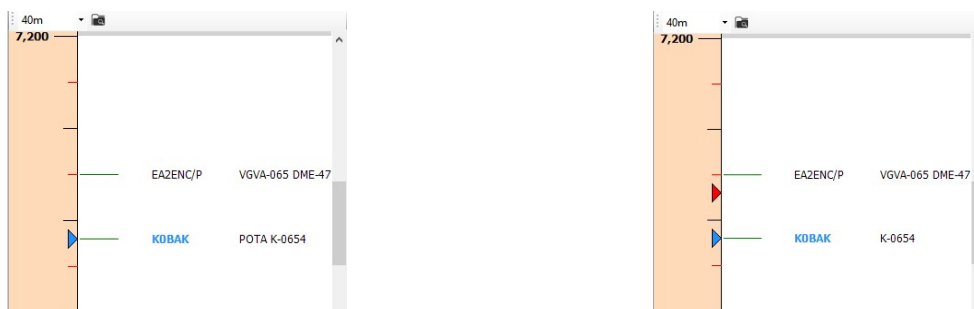 40m
7,200
EA2ENC/P VGVA-065 DME-47
K0BAK POTA K-0654
40m
7,200
EA2ENC/P VGVA-065 DME-47
K0BAK K-0654